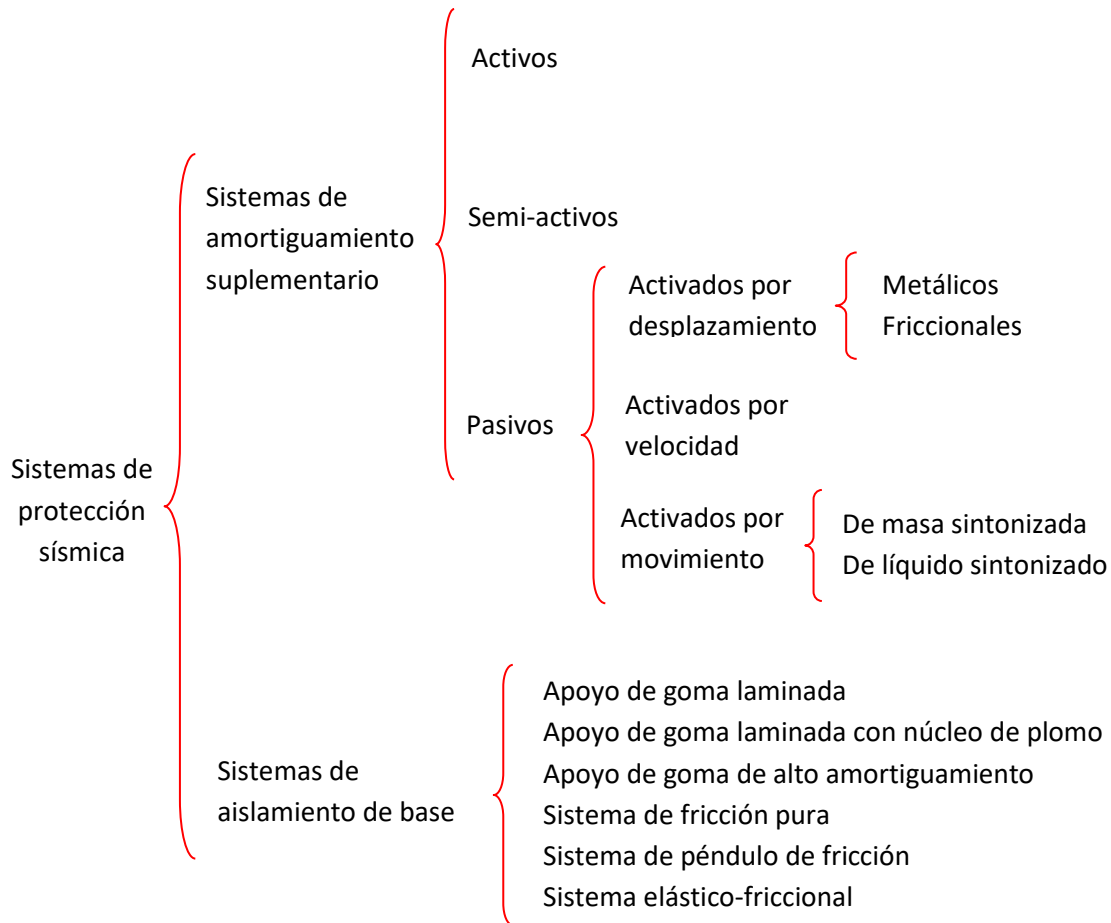 Sistemas de
protección
sísmica
Sistemas de
amortiguamiento
suplementario
Activos
Semi-activos
Pasivos
Activados por
desplazamiento
Metálicos
Friccionales
Activados por
velocidad
Activados por
movimiento
De masa sintonizada
De líquido sintonizado
Sistemas de
aislamiento de base
Apoyo de goma laminada
Apoyo de goma laminada con núcleo de plomo
Apoyo de goma de alto amortiguamiento
Sistema de fricción pura
Sistema de péndulo de fricción
Sistema elástico-friccional